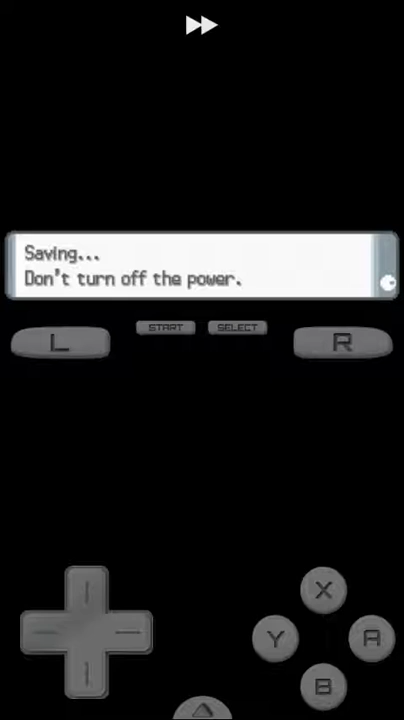 Saving...
Don't turn off the power.
START SELECT
L R
X
Y A
B